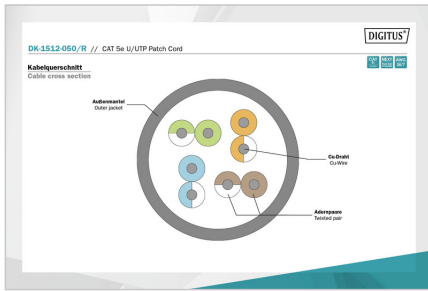 DIGITUS®
DK-1512-050/R // CAT 5e U/UTP Patch Cord
Kabelquerschnitt
Cable cross section
Außenmantel
Outer jacket
Cu-Draht
Cu-Wire
Adernpaare
Twisted pair